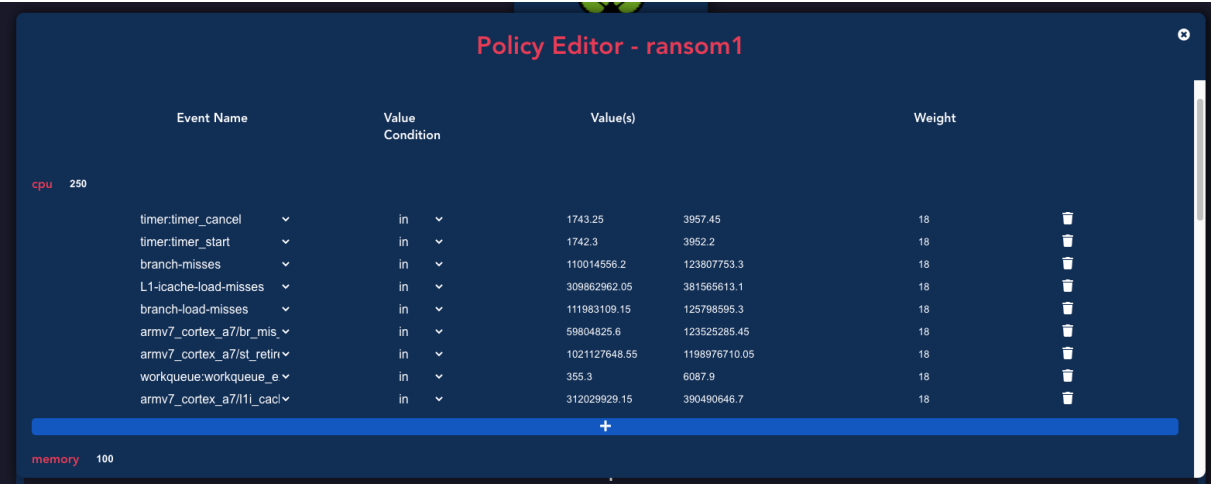 Policy Editor - ransom1
Event Name Value Condition Value(s) Weight
cpu 250
timer:timer_cancel in 1743.25 3957.45 18
timer:timer_start in 1742.3 3952.2 18
branch-misses in 110014556.2 123807753.3 18
L1-icache-load-misses in 309862962.05 381565613.1 18
branch-load-misses in 111983109.15 125798595.3 18
armv7_cortex_a7/br_mis_ in 59804825.6 123525285.45 18
armv7_cortex_a7/st_retir in 1021127648.55 1198976710.05 18
workqueue:workqueue_e in 355.3 6087.9 18
armv7_cortex_a7/l1i_cacl in 312029929.15 390490646.7 18
+
memory 100